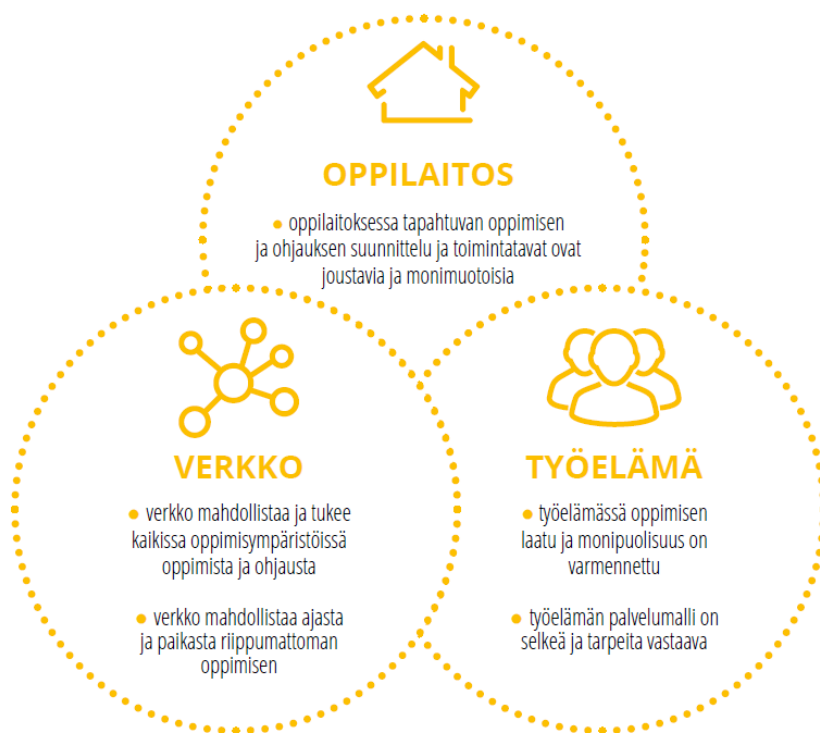 OPPILAITOS
● oppilaitoksessa tapahtuvan oppimisen
ja ohjauksen suunnittelu ja toimintatavat ovat
joustavia ja monimuotoisia
VERKKO
● verkko mahdollistaa ja tukee
kaikissa oppimisympäristöissä
oppimista ja ohjausta
● verkko mahdollistaa ajasta
ja paikasta riippumattoman
oppimisen
TYÖELÄMÄ
● työelämässä oppimisen
laatu ja monipuolisuus on
varmennettu
● työelämän palvelumalli on
selkeä ja tarpeita vastaava